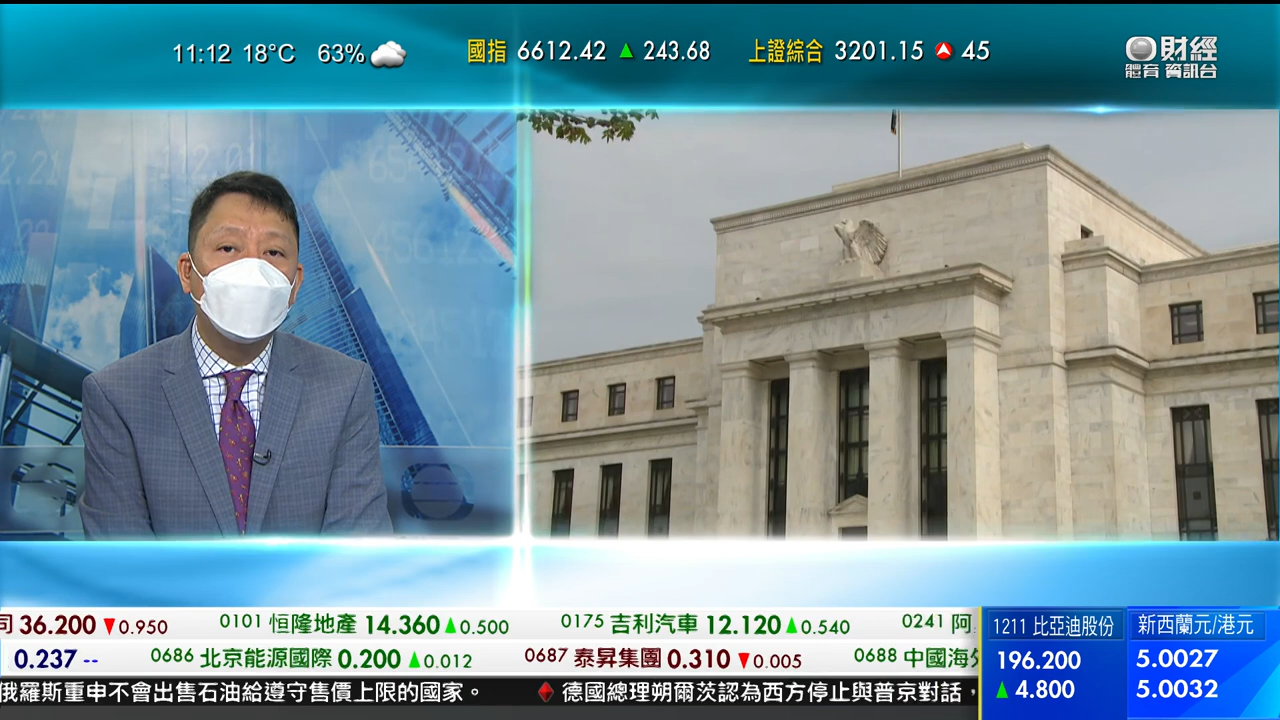 11:12 18°C 63% 國指 6612.42 ▲ 243.68 上證綜合 3201.15 45
財經
體育 資訊台
司 36.200 ▼0.950 0101 恒隆地產 14.360 ▲0.500 0175 吉利汽車 12.120 ▲0.540 0241 阿
0.237 -- 0686 北京能源國際 0.200 ▲0.012 0687 泰昇集團 0.310 ▼0.005 0688 中國海外
1211 比亞迪股份
196.200
▲ 4.800
新西蘭元/港元
5.0027
5.0032
俄羅斯重申不會出售石油給遵守售價上限的國家。 德國總理朔爾茨認為西方停止與普京對話，